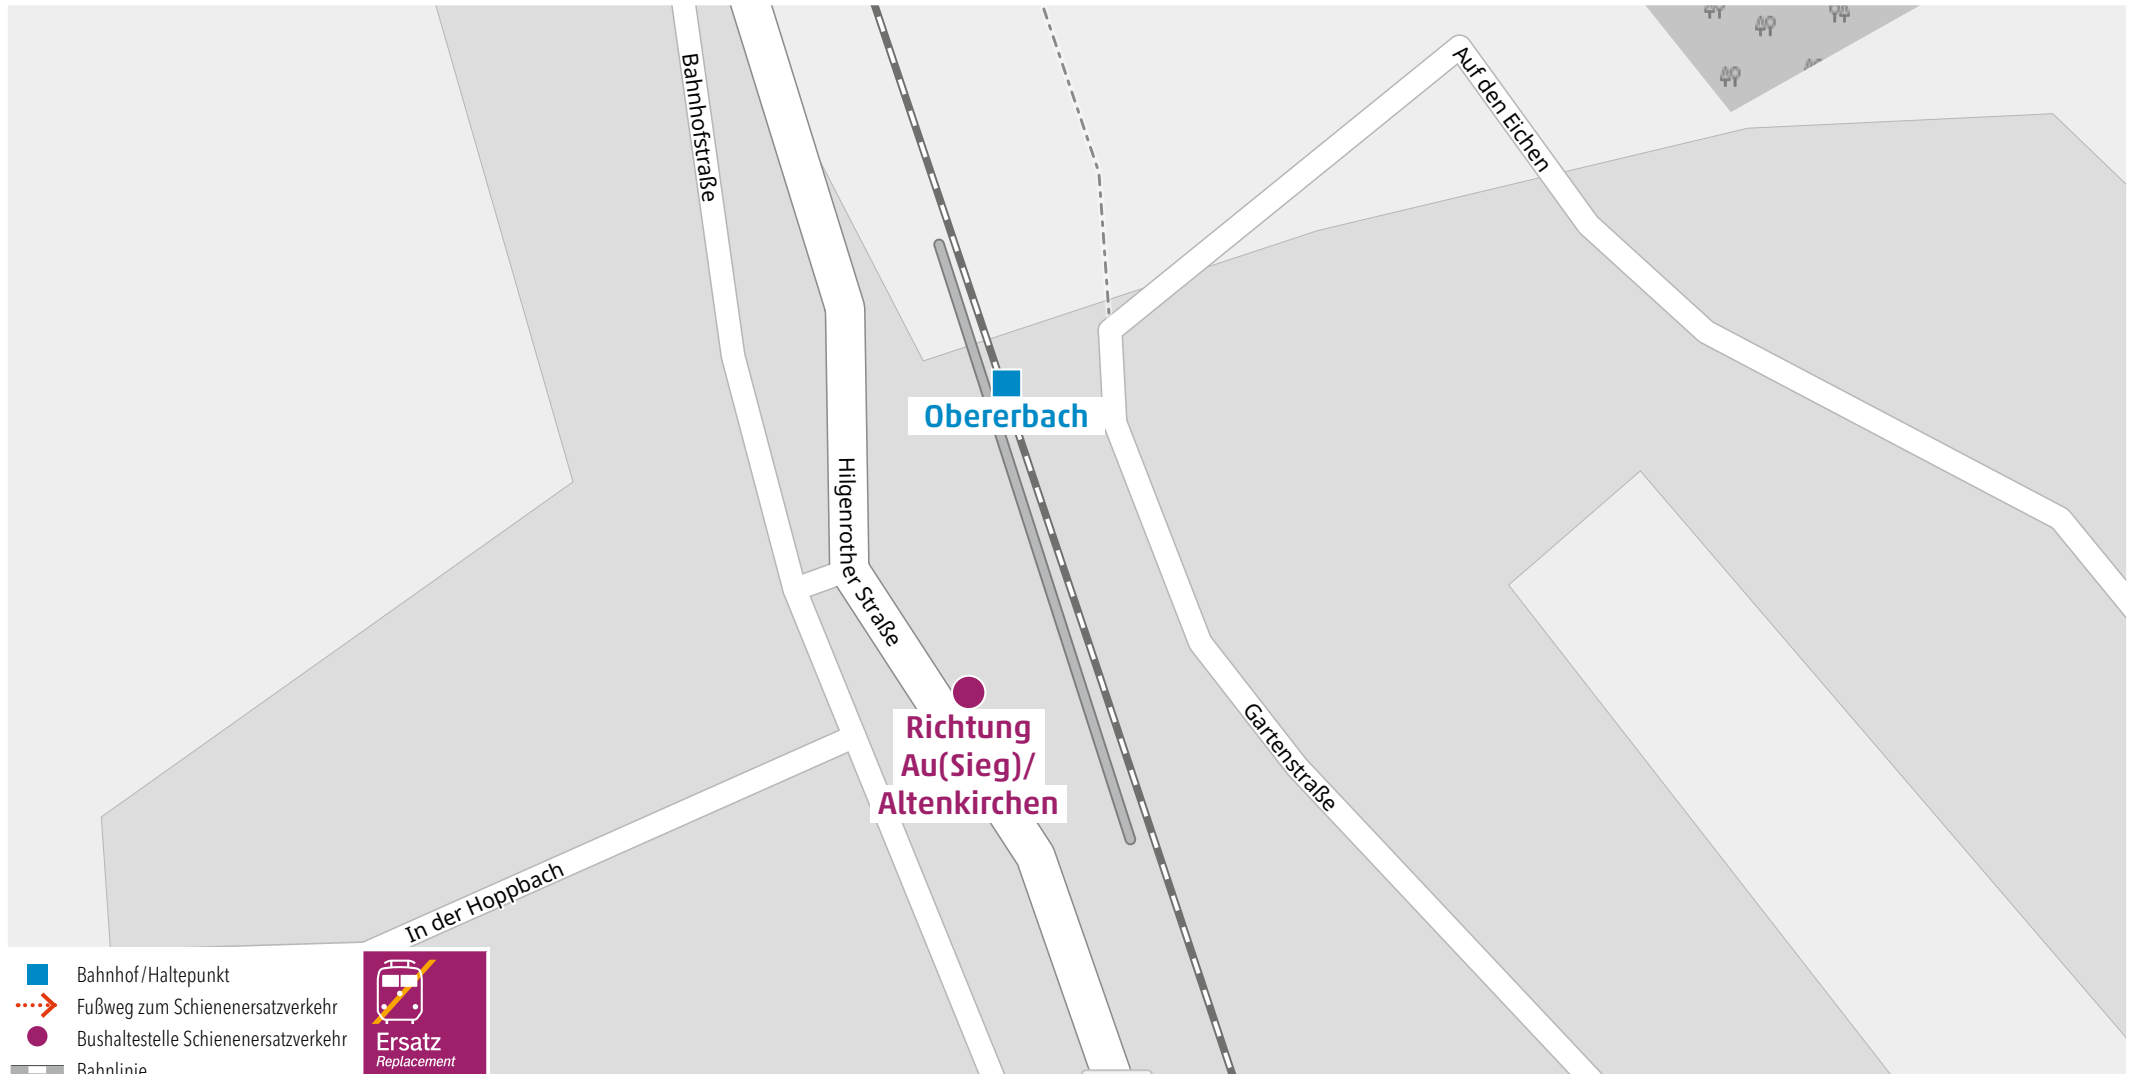 Bahnhofstraße
Auf den Eichen
Obererbach
Hilgenrother Straße
Richtung
Au(Sieg)/
Altenkirchen
Gartenstraße
In der Hoppbach
Bahnhof/Haltepunkt
Fußweg zum Schienenersatzverkehr
Bushaltestelle Schienenersatzverkehr
Bahnlinie
Ersatz
Replacement